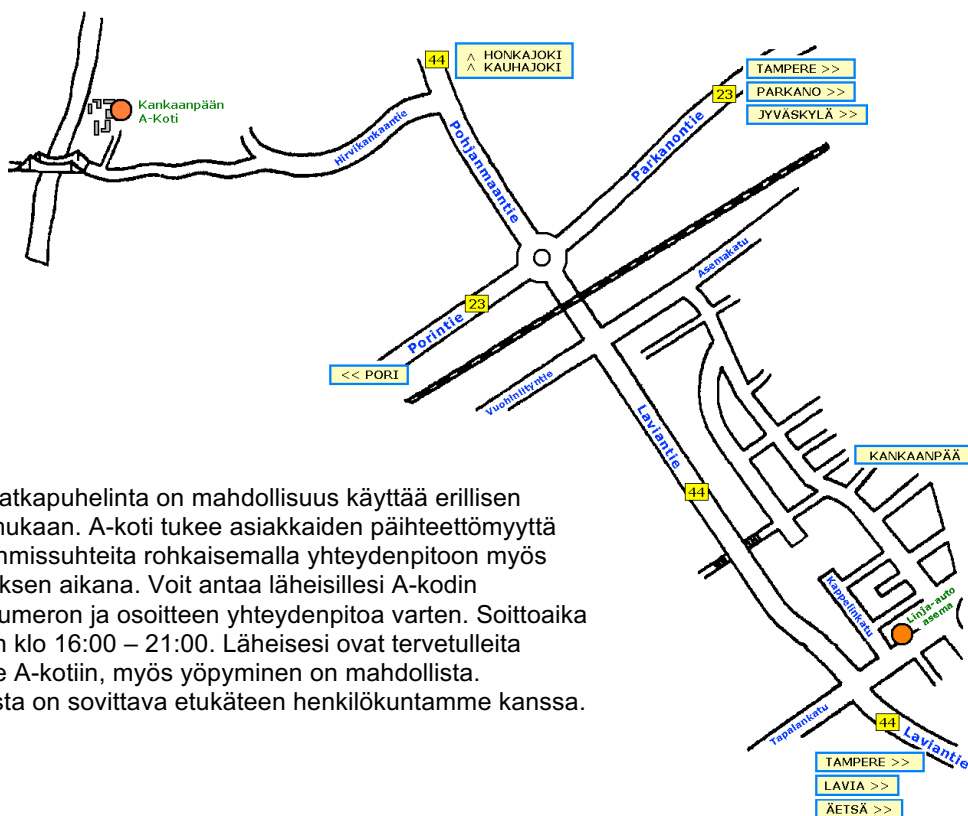 44
^ HONKAJOKI
^ KAUHAJOKI
TAMPERE >>
PARKANO >>
JYVÄSKYLÄ >>
23
Kankaanpään
A-Koti
Hirvikankaantie
Pohjanmaantie
Parkanontie
Asemakatu
23
Porintie
<< PORI
Vuohiniityntie
Laviantie
KANKAANPÄÄ
44
atkapuhelinta on mahdollisuus käyttää erillisen
mukaan. A-koti tukee asiakkaiden päihteettömyyttä
nmissuhteita rohkaisemalla yhteydenpitoon myös
ksen aikana. Voit antaa läheisillesi A-kodin
umeron ja osoitteen yhteydenpitoa varten. Soittoaika
n klo 16:00 – 21:00. Läheisesi ovat tervetulleita
e A-kotiin, myös yöpyminen on mahdollista.
sta on sovittava etukäteen henkilökuntamme kanssa.
Kappelinkatu
Linja-auto
asema
Tapalankatu
44
Laviantie
TAMPERE >>
LAVIA >>
ÄETSÄ >>